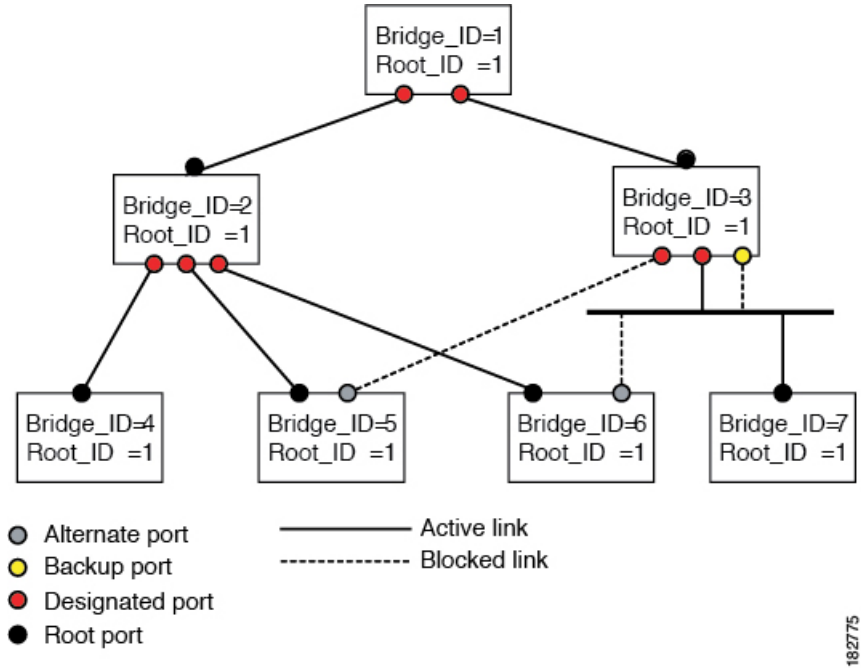 Bridge_ID=1
Root_ID =1
Bridge_ID=2
Root_ID =1
Bridge_ID=3
Root_ID =1
Bridge_ID=4
Root_ID =1
Bridge_ID=5
Root_ID =1
Bridge_ID=6
Root_ID =1
Bridge_ID=7
Root_ID =1
Alternate port
Backup port
Designated port
Root port
Active link
Blocked link
182775